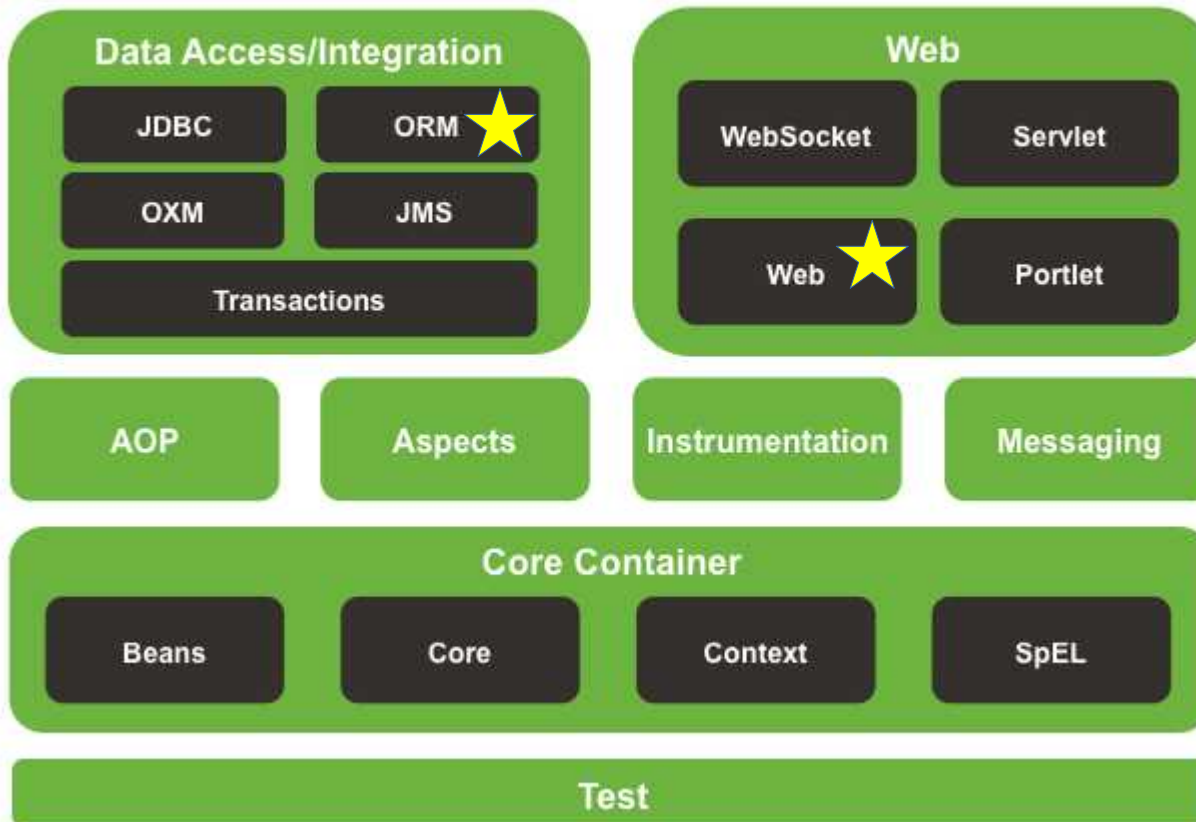 Data Access/Integration
JDBC
ORM
OXM
JMS
Transactions
Web
WebSocket
Servlet
Web
Portlet
AOP
Aspects
Instrumentation
Messaging
Core Container
Beans
Core
Context
SpEL
Test